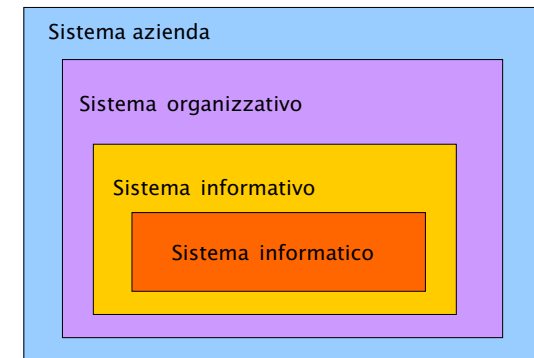 Sistema azienda
Sistema organizzativo
Sistema informativo
Sistema informatico